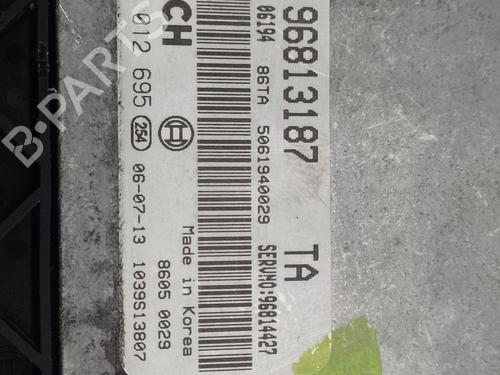 96813187 TA
06194 86TA 5061940029 SERVNO:96814427
CH Made in Korea
8605 0029
012 695 254 06-07-13 1039S13807
B-PARTS